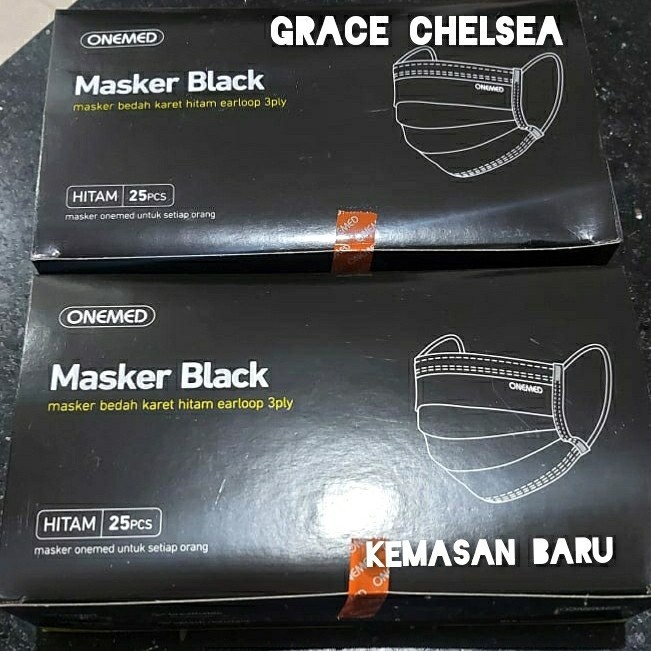 GRACE CHELSEA
ONEMED
Masker Black
masker bedah karet hitam earloop 3ply
ONEMED
HITAM 25PCS
masker onemed untuk setiap orang
ONEMED
Masker Black
masker bedah karet hitam earloop 3ply
ONEMED
HITAM 25PCS
masker onemed untuk setiap orang
KEMASAN BARU